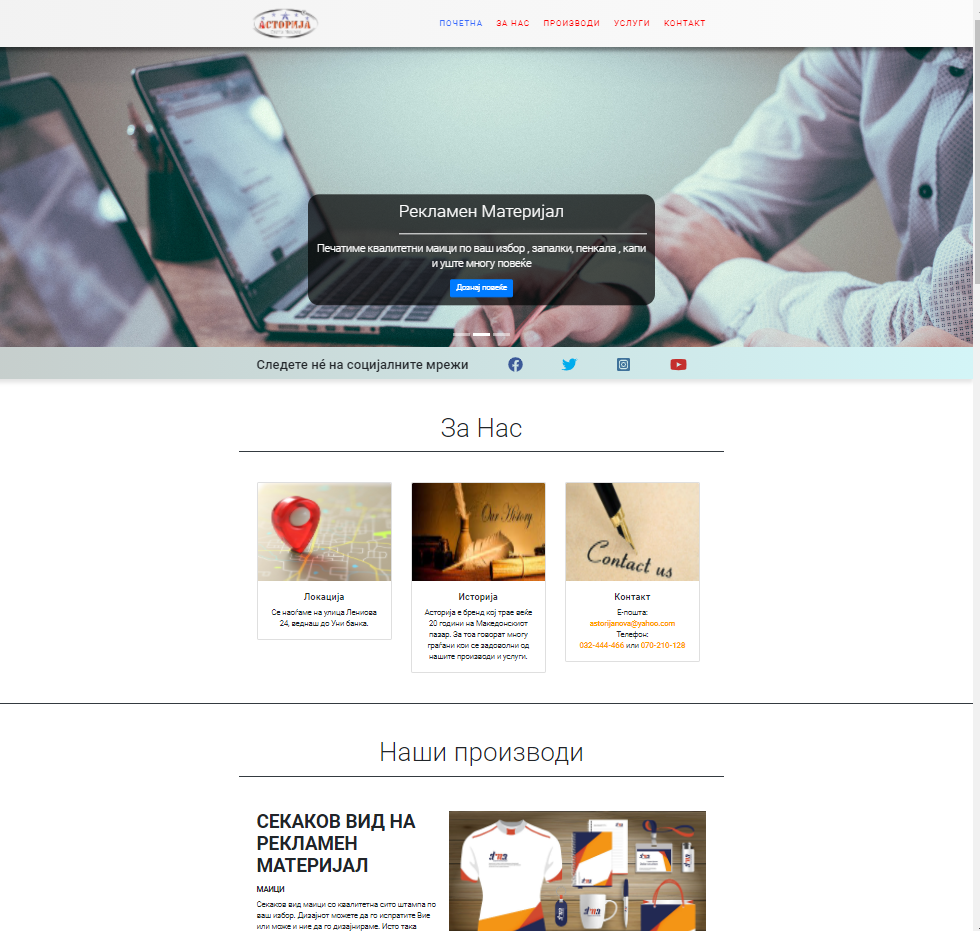 АСТОРИЈА
ПОЧЕТНА ЗА НАС ПРОИЗВОДИ УСЛУГИ КОНТАКТ
Рекламен Материјал
Печатиме квалитетни маици по ваш избор , запалки, пенкала , капи
и уште многу повеќе
Дознај повеќе
Следете нé на социјалните мрежи
За Нас
Our History
Contact us
Локација
Се наоѓаме на улица Ленинова
24, веднаш до Уни банка.
Историја
Асторија е бренд кој трае веќе
20 години на Македонскиот
пазар. За тоа говорат многу
граѓани кои се задоволни од
нашите производи и услуги.
Контакт
Е-пошта:
astorijanova@yahoo.com
Телефон:
032-444-466 или 070-210-128
Наши производи
СЕКАКОВ ВИД НА
РЕКЛАМЕН
МАТЕРИЈАЛ
МАИЦИ
Секаков вид маици со квалитетна сито штампа по
ваш избор. Дизајнот можете да го испратите Вие
или може и ние да го дизајнираме. Исто така